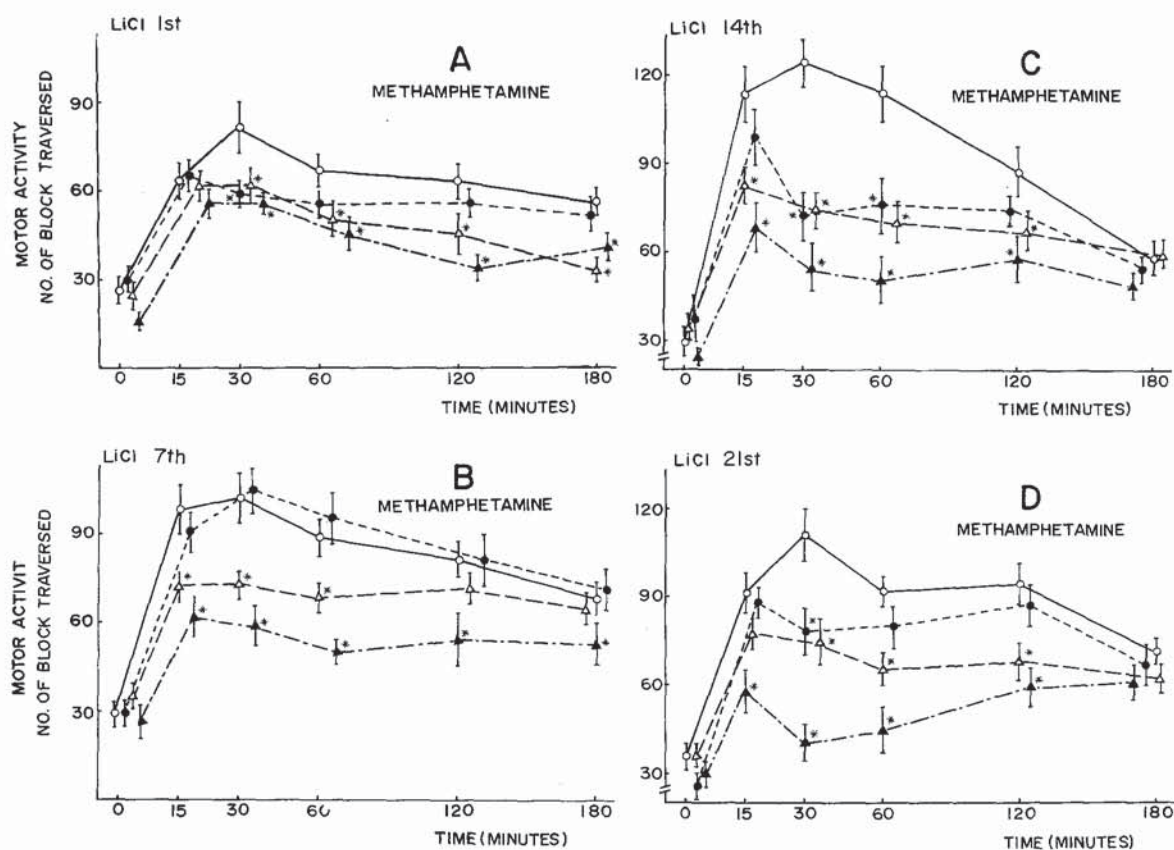 LiCl 1st
A
METHAMPHETAMINE
MOTOR ACTIVITY
NO. OF BLOCK TRAVERSED
90
60
30
0 15 30 60 120 180
TIME (MINUTES)
LiCl 14th
C
METHAMPHETAMINE
120
90
60
30
0 15 30 60 120 180
TIME (MINUTES)
LiCl 7th
B
METHAMPHETAMINE
MOTOR ACTIVIT
NO. OF BLOCK TRAVERSED
90
60
30
0 15 30 60 120 180
TIME (MINUTES)
LiCl 21st
D
METHAMPHETAMINE
120
90
60
30
0 15 30 60 120 180
TIME (MINUTES)